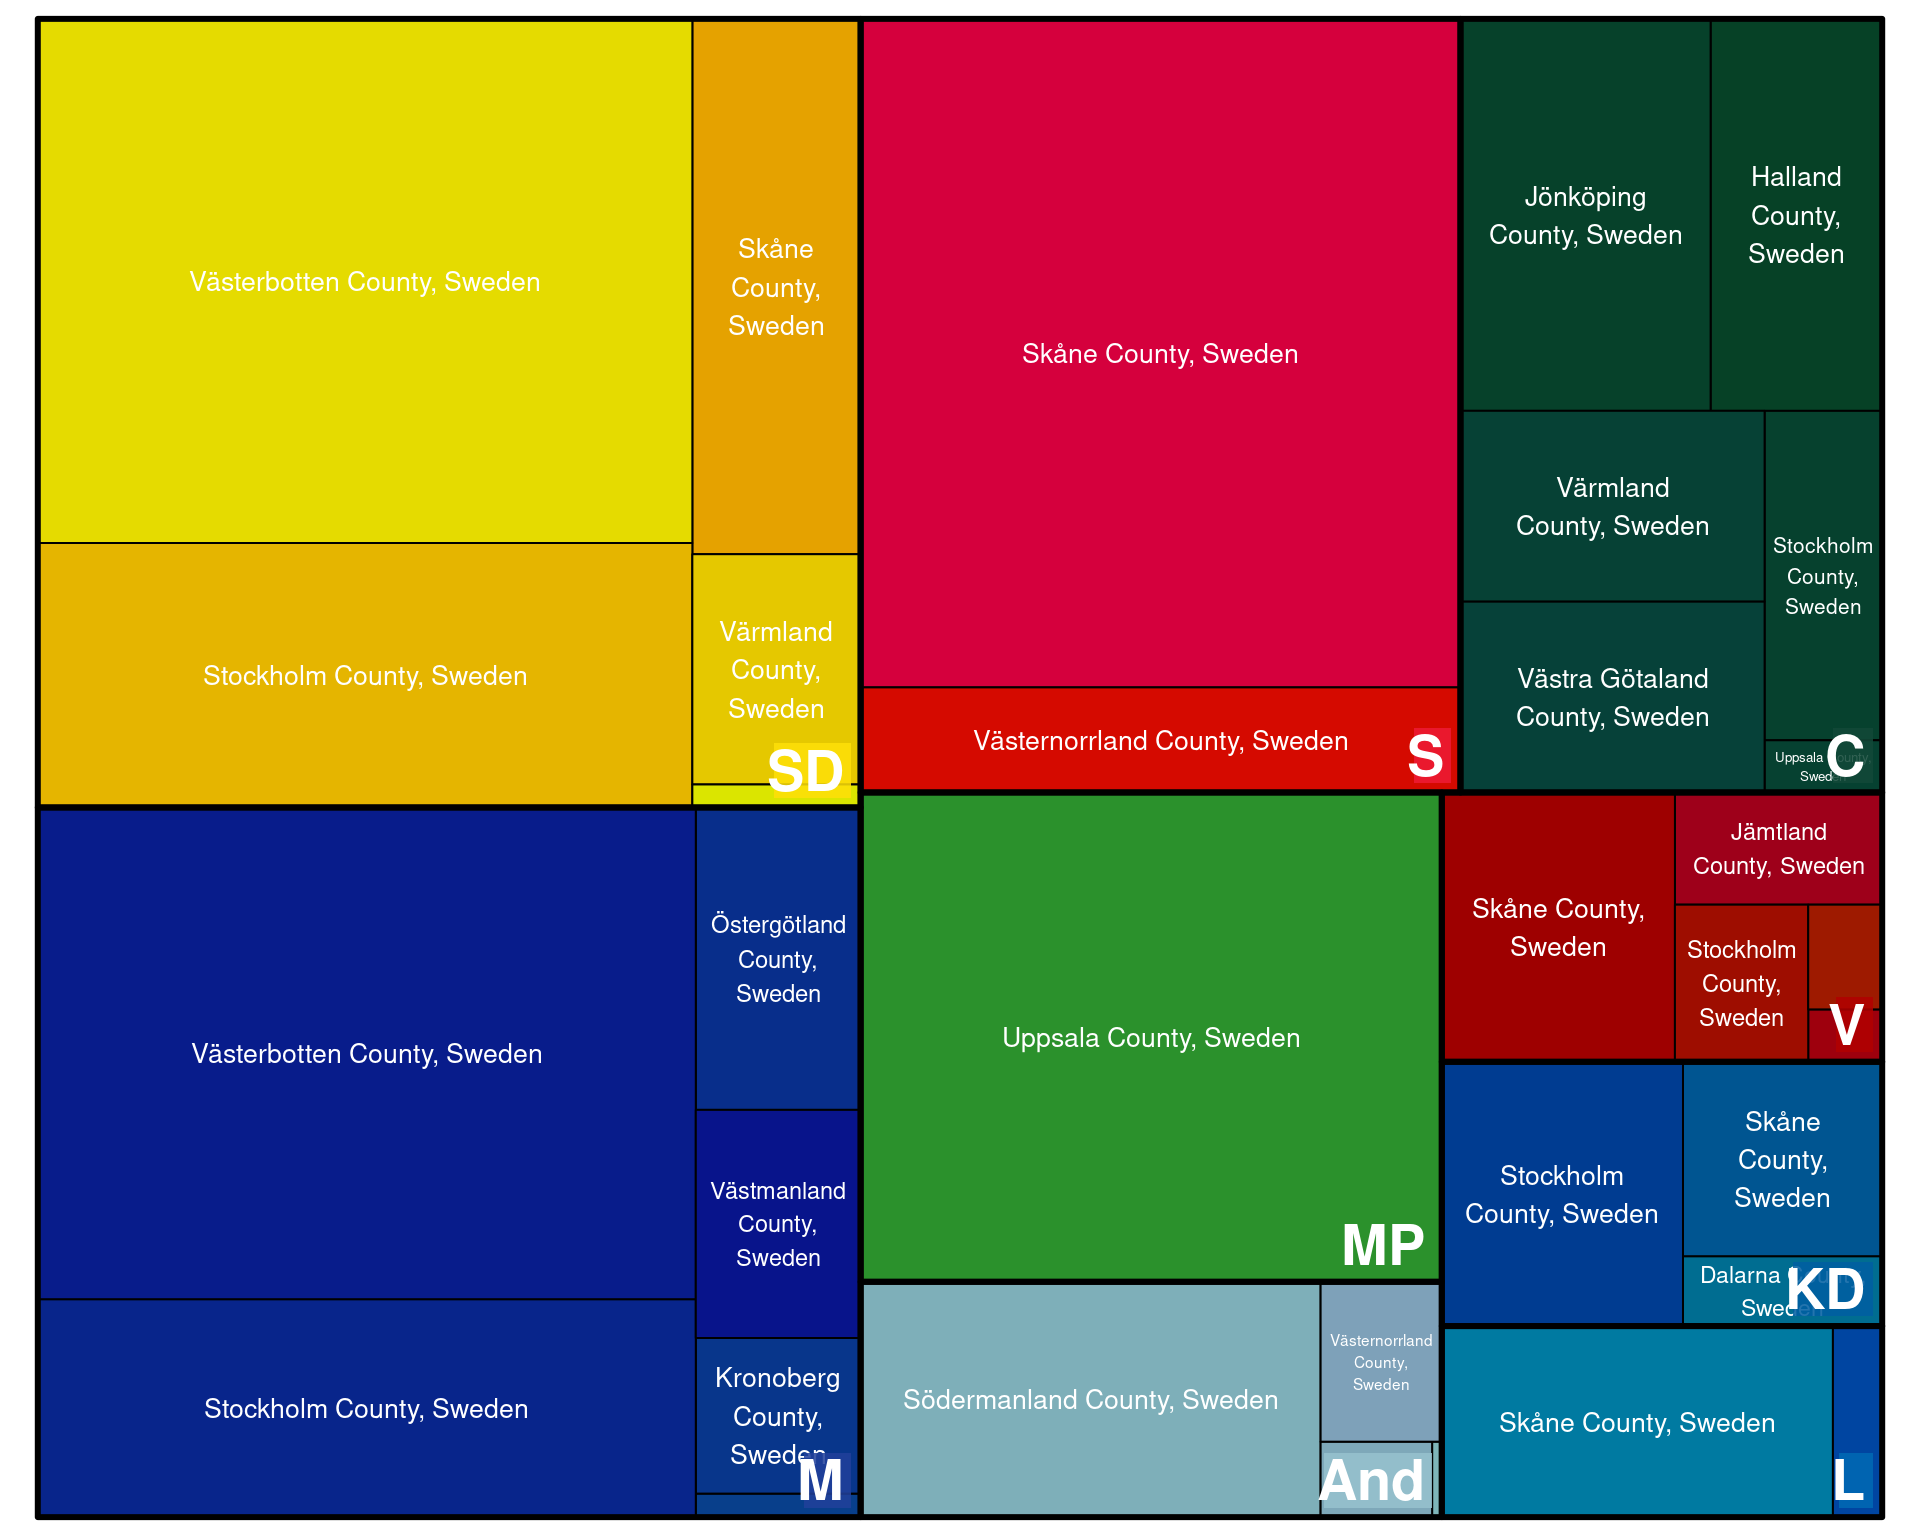 Västerbotten County, Sweden
Skåne
County,
Sweden
Stockholm County, Sweden
Värmland
County,
Sweden
SD
Skåne County, Sweden
Västernorrland County, Sweden
S
Jönköping
County, Sweden
Halland
County,
Sweden
Värmland
County, Sweden
Stockholm
County,
Sweden
Västra Götaland
County, Sweden
Uppsala County,
Sweden
C
Västerbotten County, Sweden
Östergötland
County,
Sweden
Västmanland
County,
Sweden
Stockholm County, Sweden
Kronoberg
County,
Sweden
M
Uppsala County, Sweden
MP
Södermanland County, Sweden
Västernorrland
County,
Sweden
And
Skåne County,
Sweden
Jämtland
County, Sweden
Stockholm
County,
Sweden
V
Stockholm
County, Sweden
Skåne
County,
Sweden
Dalarna County,
Sweden
KD
Skåne County, Sweden
L